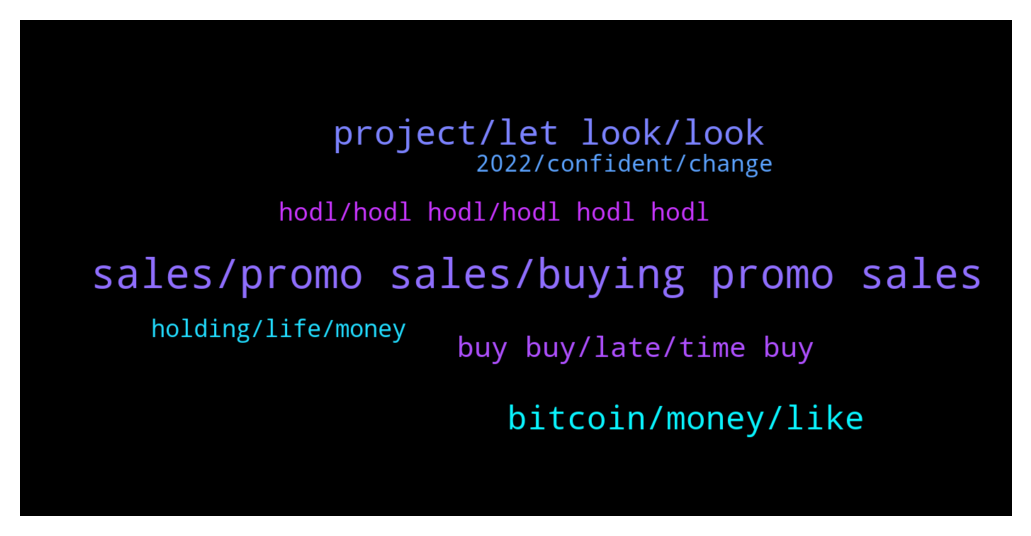 project/let look/look
2022/confident/change
hodl/hodl hodl/hodl hodl hodl
sales/promo sales/buying promo sales
holding/life/money
buy buy/late/time buy
bitcoin/money/like